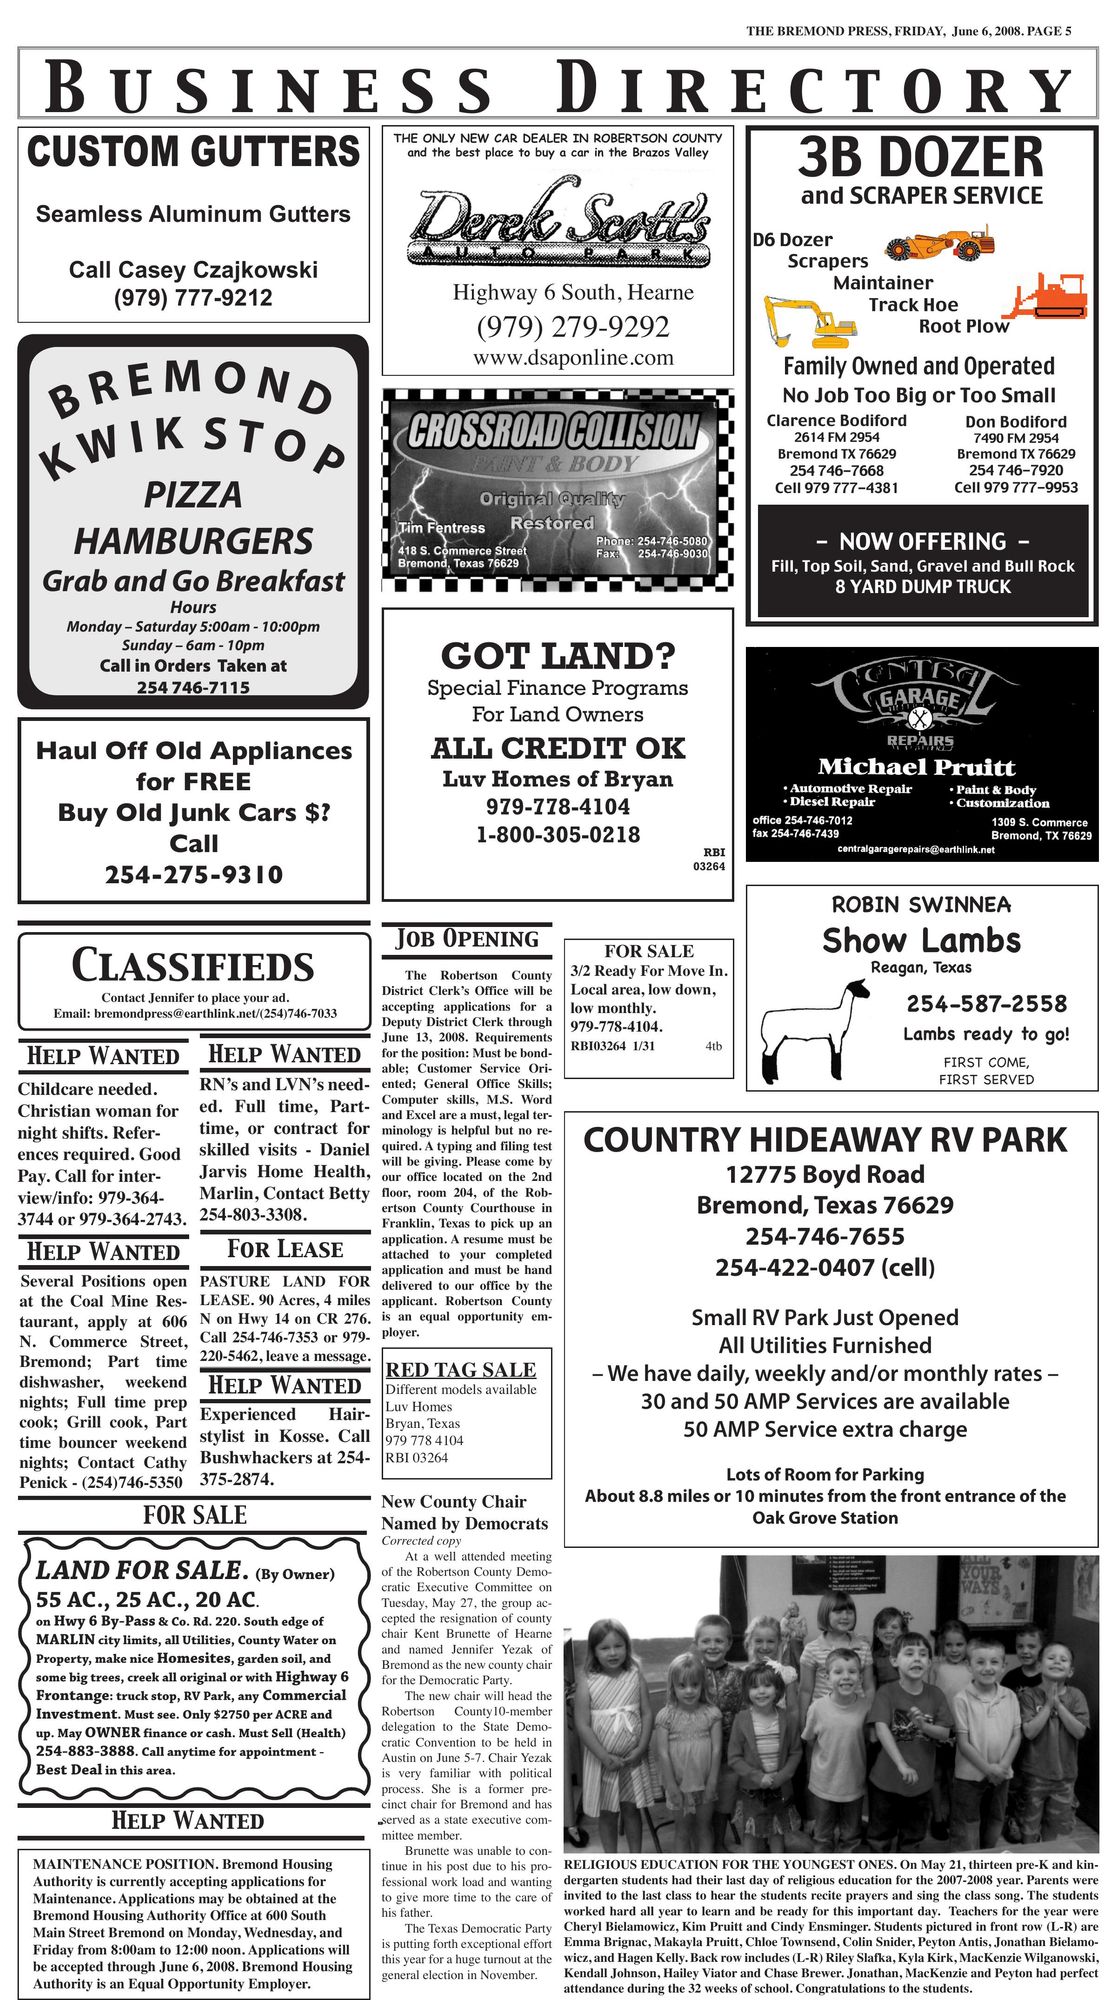 THE BREMOND PRESS, FRIDAY, June 6, 2008. PAGE 5
BUSINESS DIRECTORY
CUSTOM GUTTERS
Seamless Aluminum Gutters
Call Casey Czajkowski
(979) 777-9212
BREMOND
KWIK STOP
PIZZA
HAMBURGERS
Grab and Go Breakfast
Hours
Monday – Saturday 5:00am - 10:00pm
Sunday – 6am - 10pm
Call in Orders Taken at
254 746-7115
Haul Off Old Appliances
for FREE
Buy Old Junk Cars $?
Call
254-275-9310
THE ONLY NEW CAR DEALER IN ROBERTSON COUNTY
and the best place to buy a car in the Brazos Valley
Derek Scott's
AUTO PARK
Highway 6 South, Hearne
(979) 279-9292
www.dsaponline.com
CROSSROAD COLLISION
PAINT & BODY
Original Quality
Restored
Tim Fentress
418 S. Commerce Street
Bremond, Texas 76629
Phone: 254-746-5080
Fax: 254-746-9030
GOT LAND?
Special Finance Programs
For Land Owners
ALL CREDIT OK
Luv Homes of Bryan
979-778-4104
1-800-305-0218
RBI
03264
3B DOZER
and SCRAPER SERVICE
D6 Dozer
Scrapers
Maintainer
Track Hoe
Root Plow
Family Owned and Operated
No Job Too Big or Too Small
Clarence Bodiford
2614 FM 2954
Bremond TX 76629
254 746-7668
Cell 979 777-4381
Don Bodiford
7490 FM 2954
Bremond TX 76629
254 746-7920
Cell 979 777-9953
- NOW OFFERING -
Fill, Top Soil, Sand, Gravel and Bull Rock
8 YARD DUMP TRUCK
CENTRAL
GARAGE
REPAIRS
Michael Pruitt
• Automotive Repair
• Diesel Repair
• Paint & Body
• Customization
office 254-746-7012
fax 254-746-7439
1309 S. Commerce
Bremond, TX 76629
centralgaragerepairs@earthlink.net
ROBIN SWINNEA
Show Lambs
Reagan, Texas
254-587-2558
Lambs ready to go!
FIRST COME,
FIRST SERVED
CLASSIFIEDS
Contact Jennifer to place your ad.
Email: bremondpress@earthlink.net/(254)746-7033
HELP WANTED
Childcare needed.
Christian woman for
night shifts. Refer-
ences required. Good
Pay. Call for inter-
view/info: 979-364-
3744 or 979-364-2743.
HELP WANTED
Several Positions open
at the Coal Mine Res-
taurant, apply at 606
N. Commerce Street,
Bremond; Part time
dishwasher, weekend
nights; Full time prep
cook; Grill cook, Part
time bouncer weekend
nights; Contact Cathy
Penick - (254)746-5350
HELP WANTED
RN's and LVN's need-
ed. Full time, Part-
time, or contract for
skilled visits - Daniel
Jarvis Home Health,
Marlin, Contact Betty
254-803-3308.
FOR LEASE
PASTURE LAND FOR
LEASE. 90 Acres, 4 miles
N on Hwy 14 on CR 276.
Call 254-746-7353 or 979-
220-5462, leave a message.
HELP WANTED
Experienced Hair-
stylist in Kosse. Call
Bushwhackers at 254-
375-2874.
FOR SALE
LAND FOR SALE. (By Owner)
55 AC., 25 AC., 20 AC.
on Hwy 6 By-Pass & Co. Rd. 220. South edge of
MARLIN city limits, all Utilities, County Water on
Property, make nice Homesites, garden soil, and
some big trees, creek all original or with Highway 6
Frontange: truck stop, RV Park, any Commercial
Investment. Must see. Only $2750 per ACRE and
up. May OWNER finance or cash. Must Sell (Health)
254-883-3888. Call anytime for appointment -
Best Deal in this area.
HELP WANTED
MAINTENANCE POSITION. Bremond Housing
Authority is currently accepting applications for
Maintenance. Applications may be obtained at the
Bremond Housing Authority Office at 600 South
Main Street Bremond on Monday, Wednesday, and
Friday from 8:00am to 12:00 noon. Applications will
be accepted through June 6, 2008. Bremond Housing
Authority is an Equal Opportunity Employer.
JOB OPENING
The Robertson County
District Clerk's Office will be
accepting applications for a
Deputy District Clerk through
June 13, 2008. Requirements
for the position: Must be bond-
able; Customer Service Ori-
ented; General Office Skills;
Computer skills, M.S. Word
and Excel are a must, legal ter-
minology is helpful but no re-
quired. A typing and filing test
will be giving. Please come by
our office located on the 2nd
floor, room 204, of the Rob-
ertson County Courthouse in
Franklin, Texas to pick up an
application. A resume must be
attached to your completed
application and must be hand
delivered to our office by the
applicant. Robertson County
is an equal opportunity em-
ployer.
RED TAG SALE
Different models available
Luv Homes
Bryan, Texas
979 778 4104
RBI 03264
New County Chair
Named by Democrats
Corrected copy
At a well attended meeting
of the Robertson County Demo-
cratic Executive Committee on
Tuesday, May 27, the group ac-
cepted the resignation of county
chair Kent Brunette of Hearne
and named Jennifer Yezak of
Bremond as the new county chair
for the Democratic Party.
The new chair will head the
Robertson County10-member
delegation to the State Demo-
cratic Convention to be held in
Austin on June 5-7. Chair Yezak
is very familiar with political
process. She is a former pre-
cinct chair for Bremond and has
served as a state executive com-
mittee member.
Brunette was unable to con-
tinue in his post due to his pro-
fessional work load and wanting
to give more time to the care of
his father.
The Texas Democratic Party
is putting forth exceptional effort
this year for a huge turnout at the
general election in November.
FOR SALE
3/2 Ready For Move In.
Local area, low down,
low monthly.
979-778-4104.
RBI03264 1/31 4tb
COUNTRY HIDEAWAY RV PARK
12775 Boyd Road
Bremond, Texas 76629
254-746-7655
254-422-0407 (cell)
Small RV Park Just Opened
All Utilities Furnished
– We have daily, weekly and/or monthly rates –
30 and 50 AMP Services are available
50 AMP Service extra charge
Lots of Room for Parking
About 8.8 miles or 10 minutes from the front entrance of the
Oak Grove Station
ALL
YOUR
WAYS
RELIGIOUS EDUCATION FOR THE YOUNGEST ONES. On May 21, thirteen pre-K and kin-
dergarten students had their last day of religious education for the 2007-2008 year. Parents were
invited to the last class to hear the students recite prayers and sing the class song. The students
worked hard all year to learn and be ready for this important day. Teachers for the year were
Cheryl Bielamowicz, Kim Pruitt and Cindy Ensminger. Students pictured in front row (L-R) are
Emma Brignac, Makayla Pruitt, Chloe Townsend, Colin Snider, Peyton Antis, Jonathan Bielamo-
wicz, and Hagen Kelly. Back row includes (L-R) Riley Slafka, Kyla Kirk, MacKenzie Wilganowski,
Kendall Johnson, Hailey Viator and Chase Brewer. Jonathan, MacKenzie and Peyton had perfect
attendance during the 32 weeks of school. Congratulations to the students.